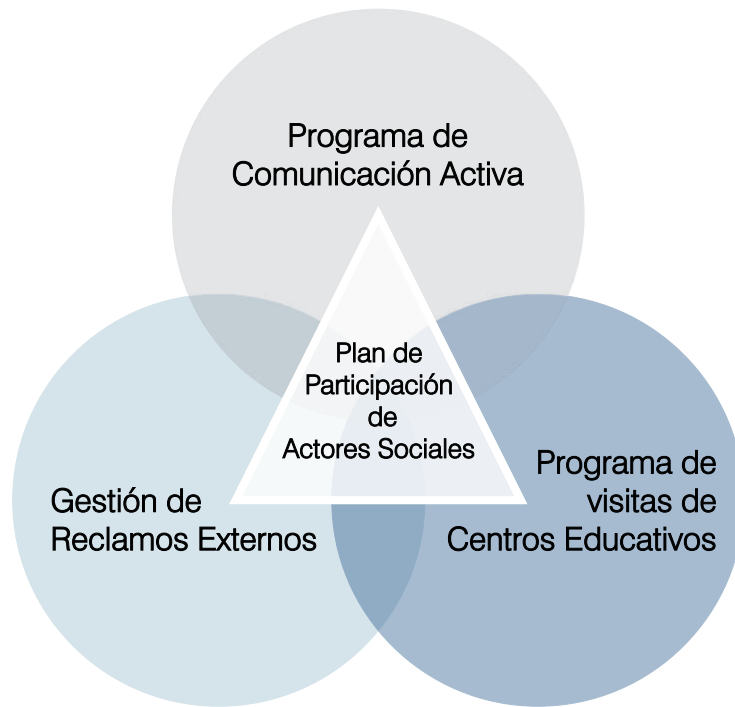 Programa de
Comunicación Activa
Plan de
Participación
de
Actores Sociales
Gestión de
Reclamos Externos
Programa de
visitas de
Centros Educativos